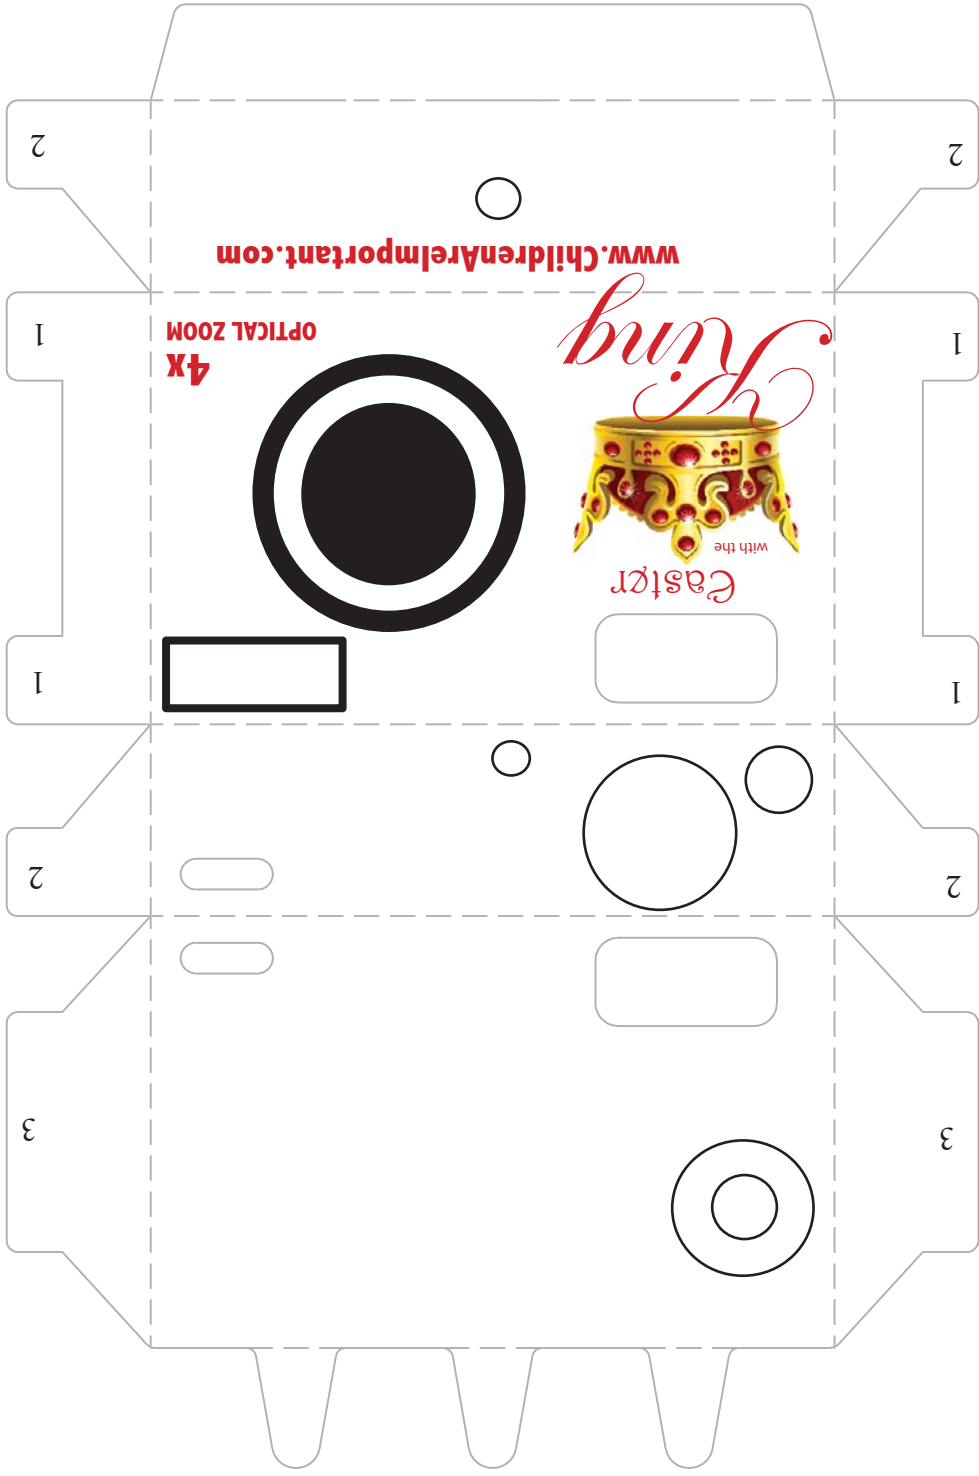 3 3
2 2
1 1
Easter
with the
King
4x
OPTICAL ZOOM
1 1
www.ChildrenAreImportant.com
2 2